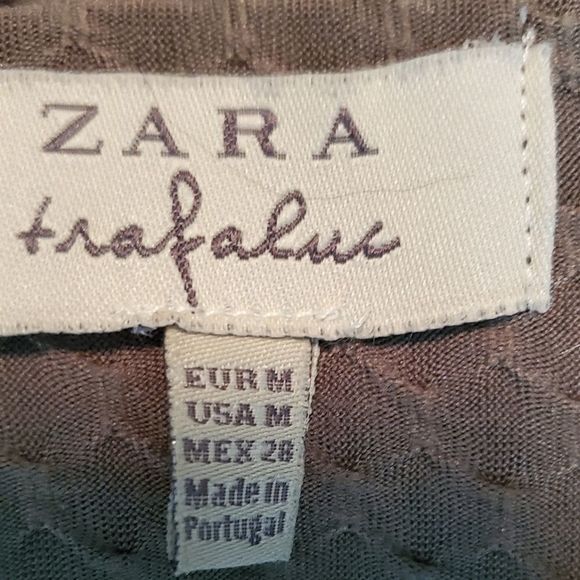 ZARA
trafaluc
EUR M
USA M
MEX 28
Made in
Portugal